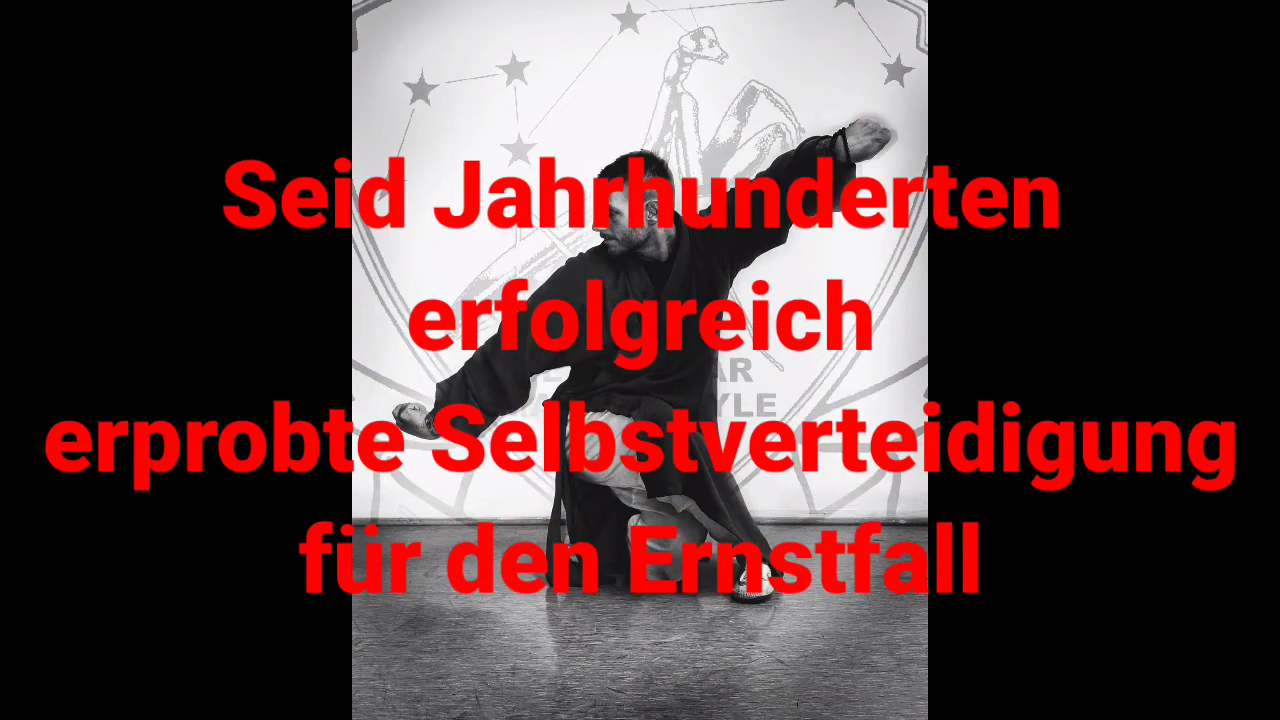 Seid Jahrhunderten
erfolgreich
erprobte Selbstverteidigung
für den Ernstfall